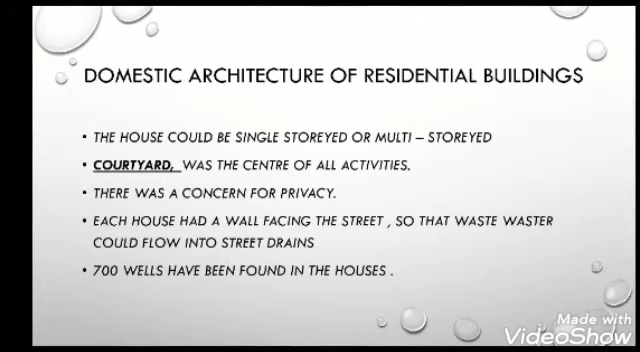 DOMESTIC ARCHITECTURE OF RESIDENTIAL BUILDINGS
• THE HOUSE COULD BE SINGLE STOREYED OR MULTI – STOREYED
• COURTYARD, WAS THE CENTRE OF ALL ACTIVITIES.
• THERE WAS A CONCERN FOR PRIVACY.
• EACH HOUSE HAD A WALL FACING THE STREET , SO THAT WASTE WASTER
COULD FLOW INTO STREET DRAINS
• 700 WELLS HAVE BEEN FOUND IN THE HOUSES .
Made with
VideoShow